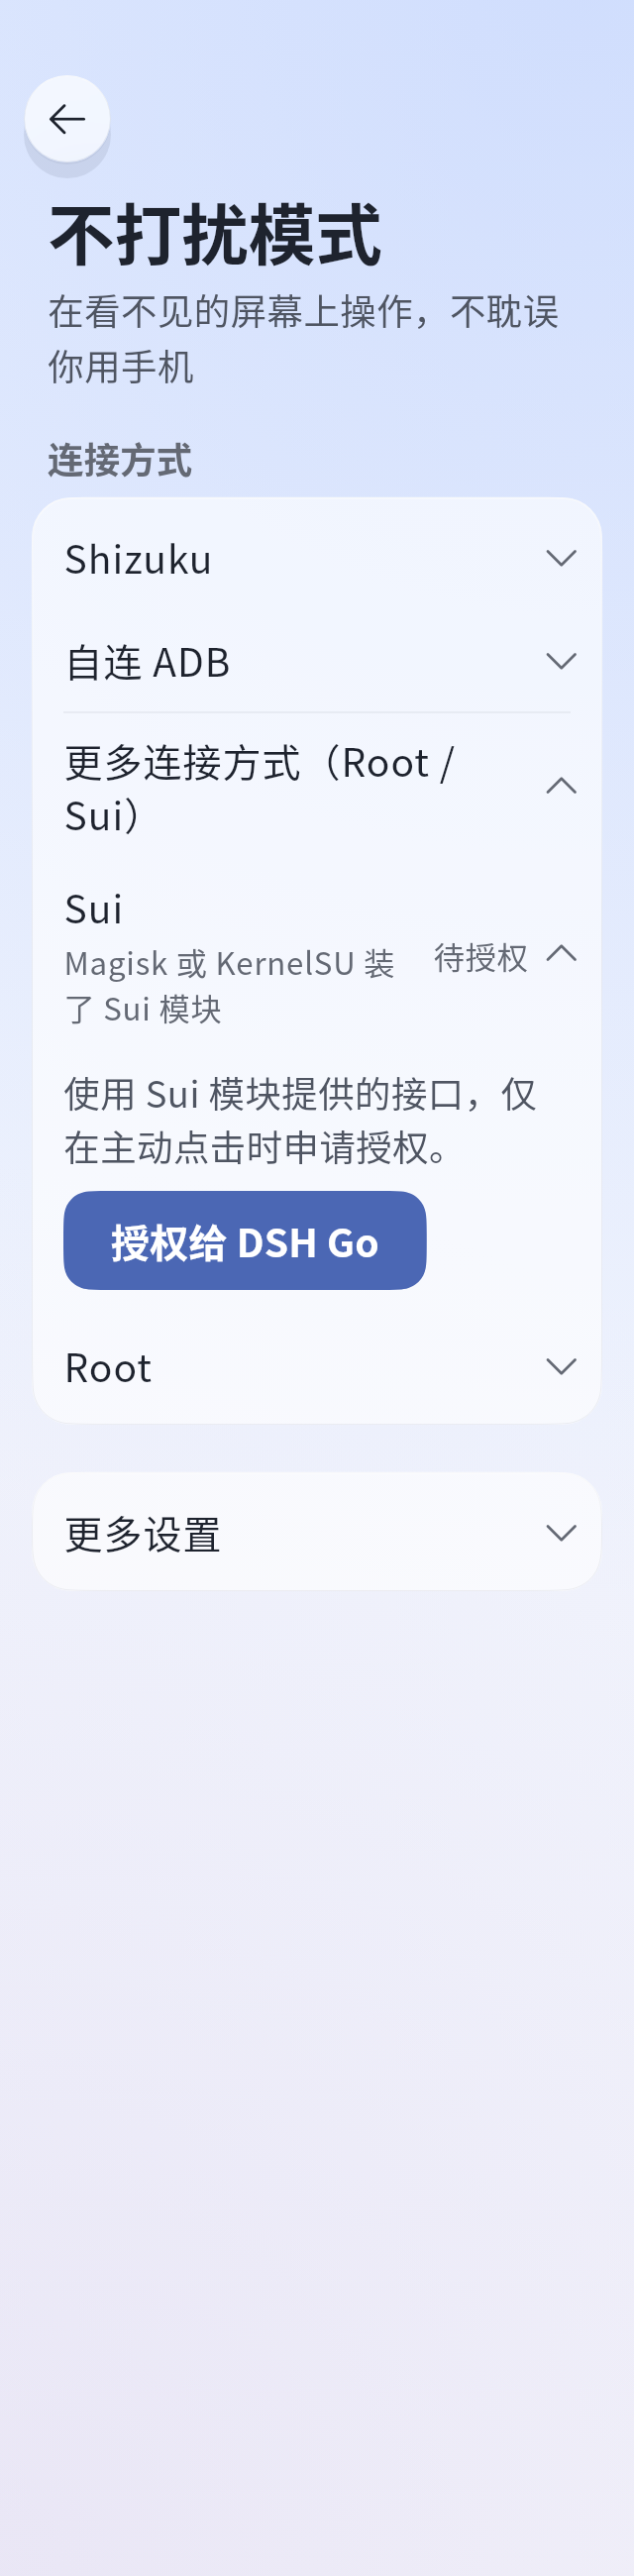 不打扰模式
在看不见的屏幕上操作，不耽误
你用手机
连接方式
Shizuku
自连 ADB
更多连接方式（Root /
Sui）
Sui
Magisk 或 KernelSU 装
了 Sui 模块
待授权
使用 Sui 模块提供的接口，仅
在主动点击时申请授权。
授权给 DSH Go
Root
更多设置